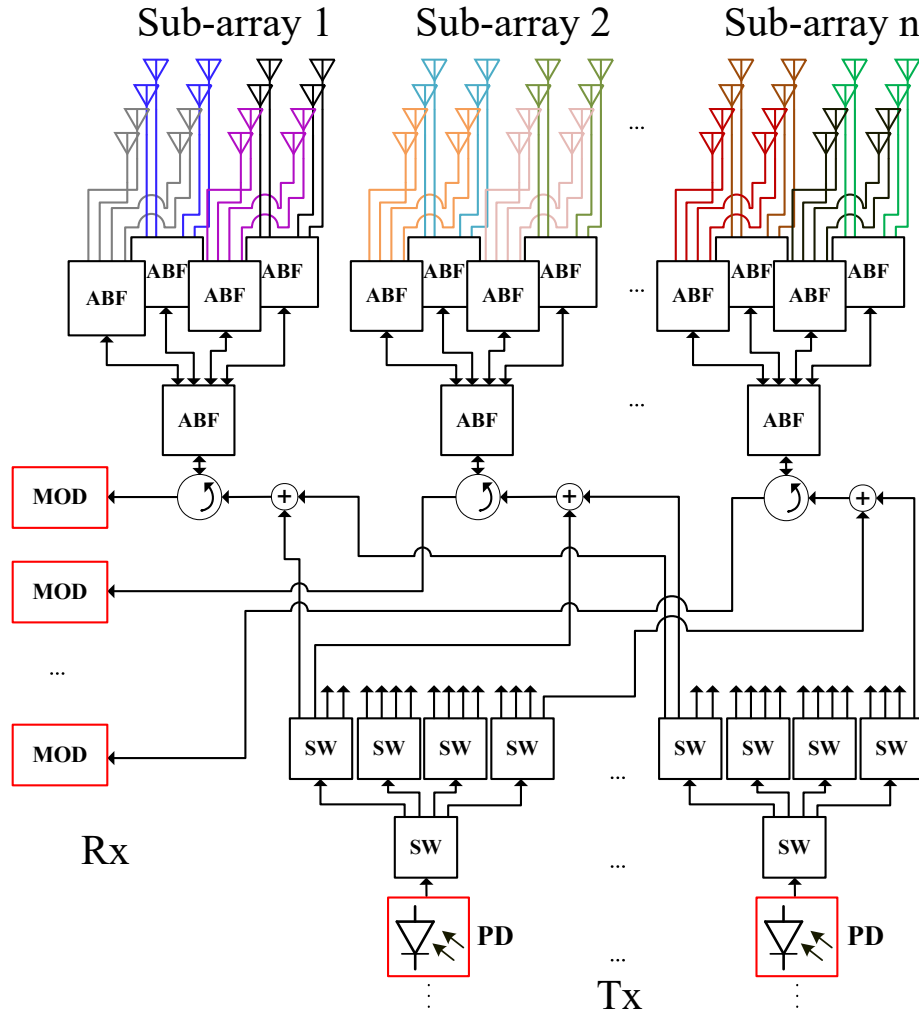 Sub-array 1 Sub-array 2 Sub-array n
...
ABF ABF ABF ABF ABF ABF
ABF ABF ABF ABF ABF ABF
...
ABF ABF ABF
...
MOD + + +
MOD
...
MOD
SW SW SW SW SW SW SW SW
...
SW SW
Rx
...
PD PD
...
Tx